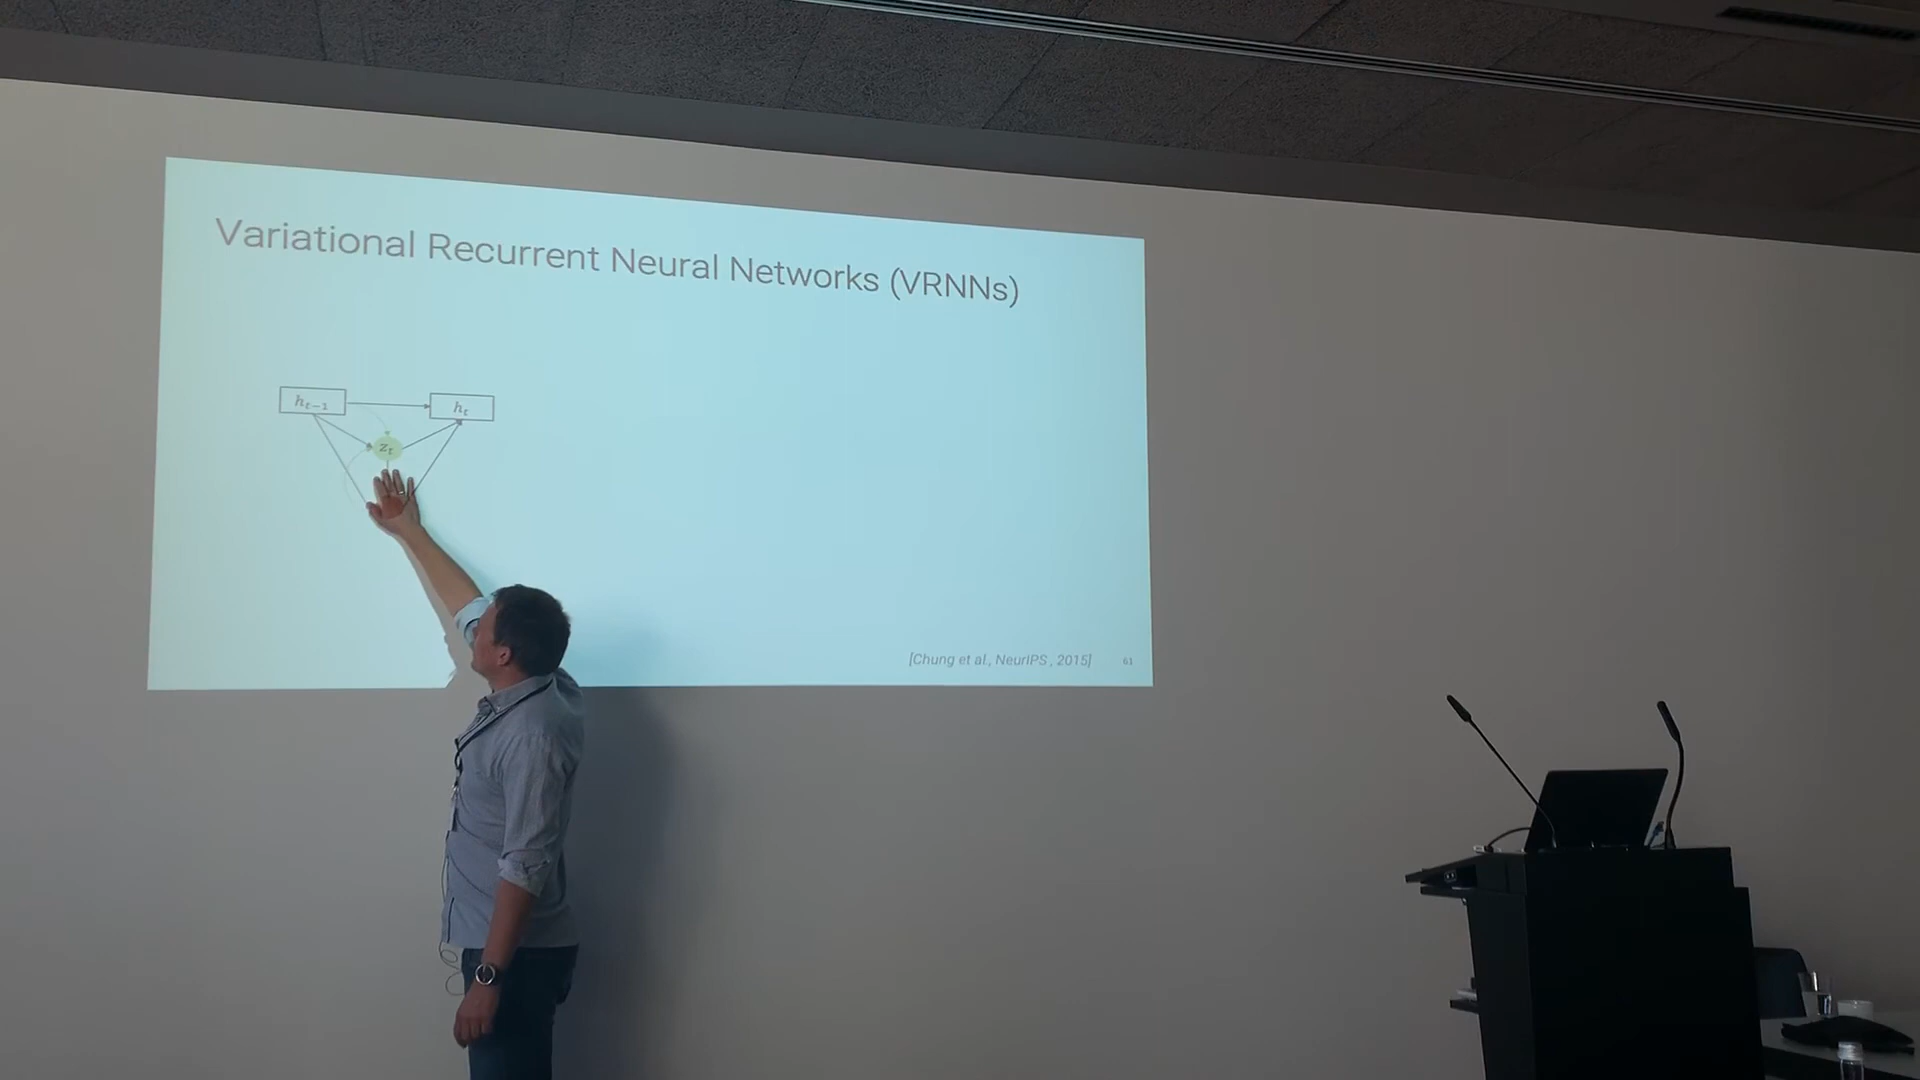 Variational Recurrent Neural Networks (VRNNs)
h_{t-1}
h_t
z_t
[Chung et al., NeurIPS , 2015]
61